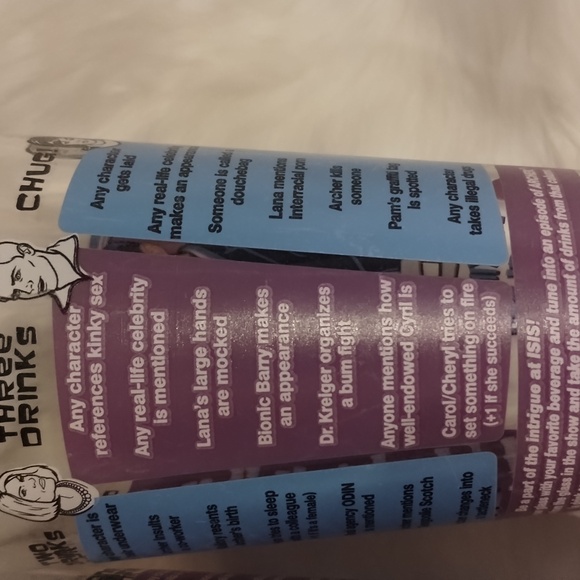 CHUG!
Any character
gets laid
Any real-life
makes an
Someone is called
douchebag
Lana mentions
interracial porn
Archer kills
someone
Pam's graffiti
is spotted
Any character
takes illegal drugs
THREE
DRINKS
Any character
references kinky sex
Any real-life celebrity
is mentioned
Lana's large hands
are mocked
Bionic Barry makes
an appearance
Dr. Kreiger organizes
a bum fight
Anyone mentions how
well-endowed Cyril is
Carol/Cheryl tries to
set something on fire
(+1 if she succeeds)
TWO
is
underwear
insults
birth
to sleep
colleague
female)
agency ODIN
mentioned
mentions
Scotch
changes into
a part of the intrigue at ISIS!
with your favorite beverage and tune into an episode of
glass in the show and take the amount of drinks from that